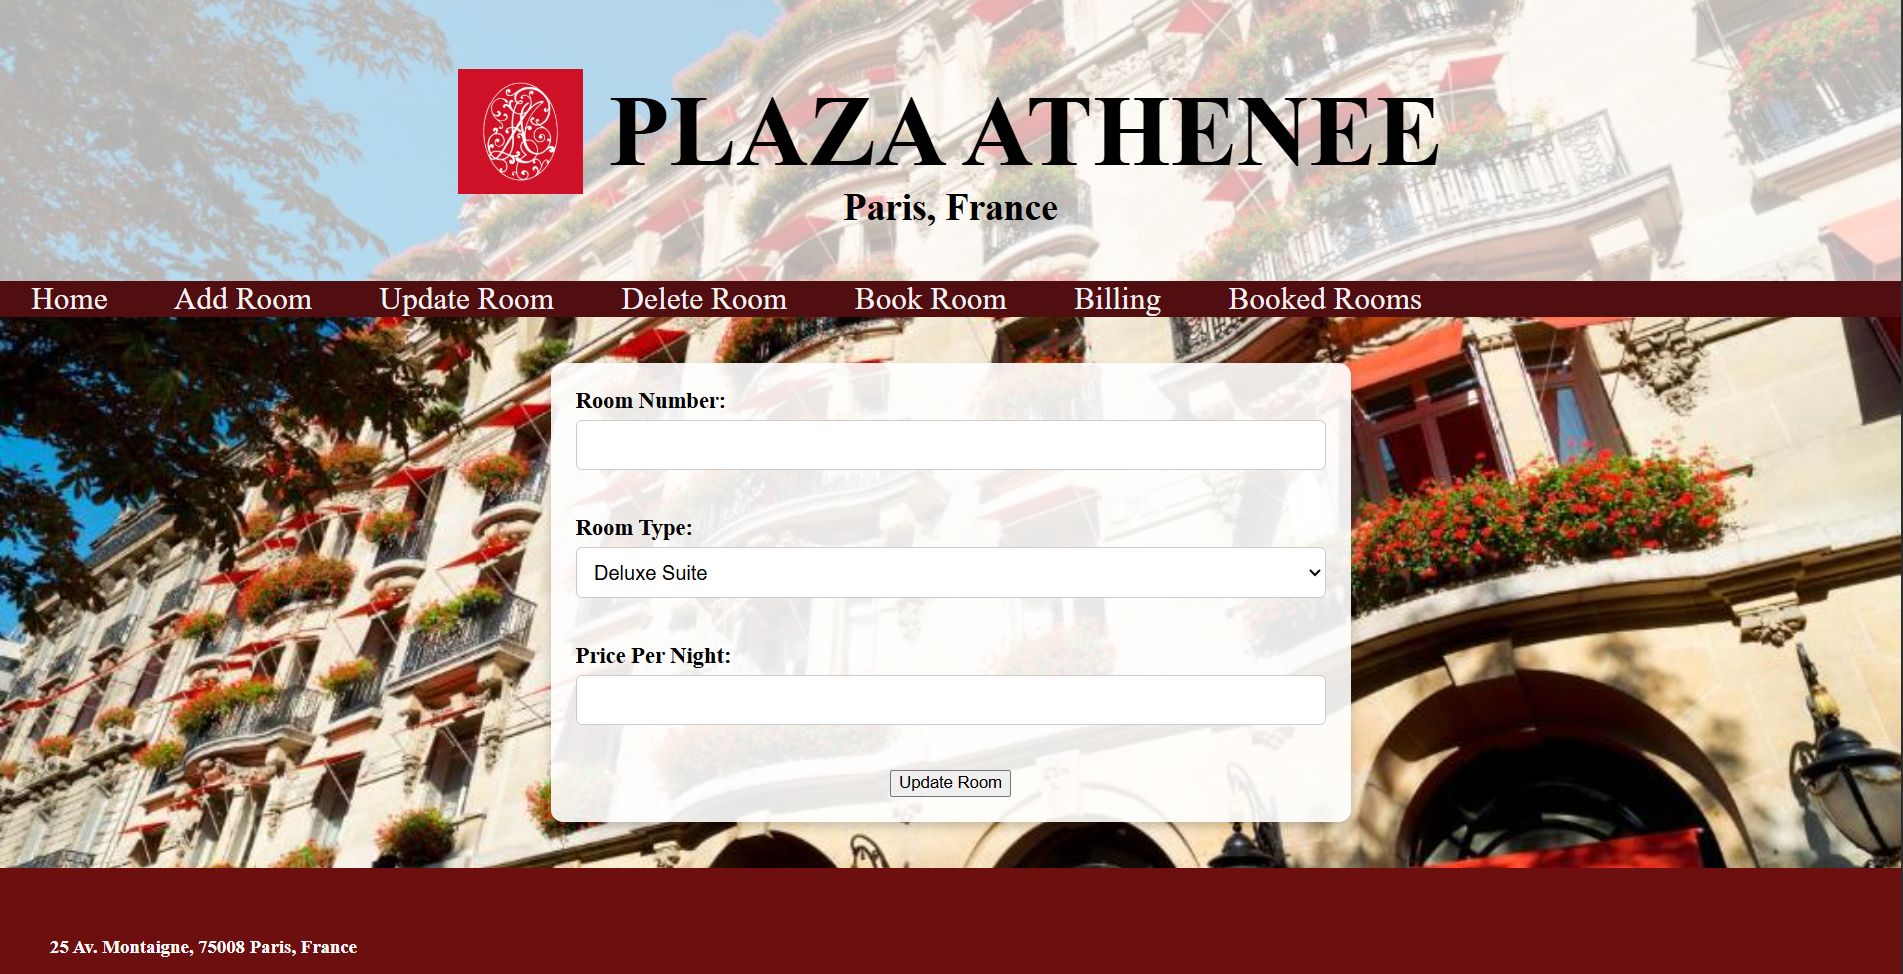 PLAZA ATHENEE
Paris, France
Home Add Room Update Room Delete Room Book Room Billing Booked Rooms
Room Number:
Room Type:
Deluxe Suite
Price Per Night:
Update Room
25 Av. Montaigne, 75008 Paris, France